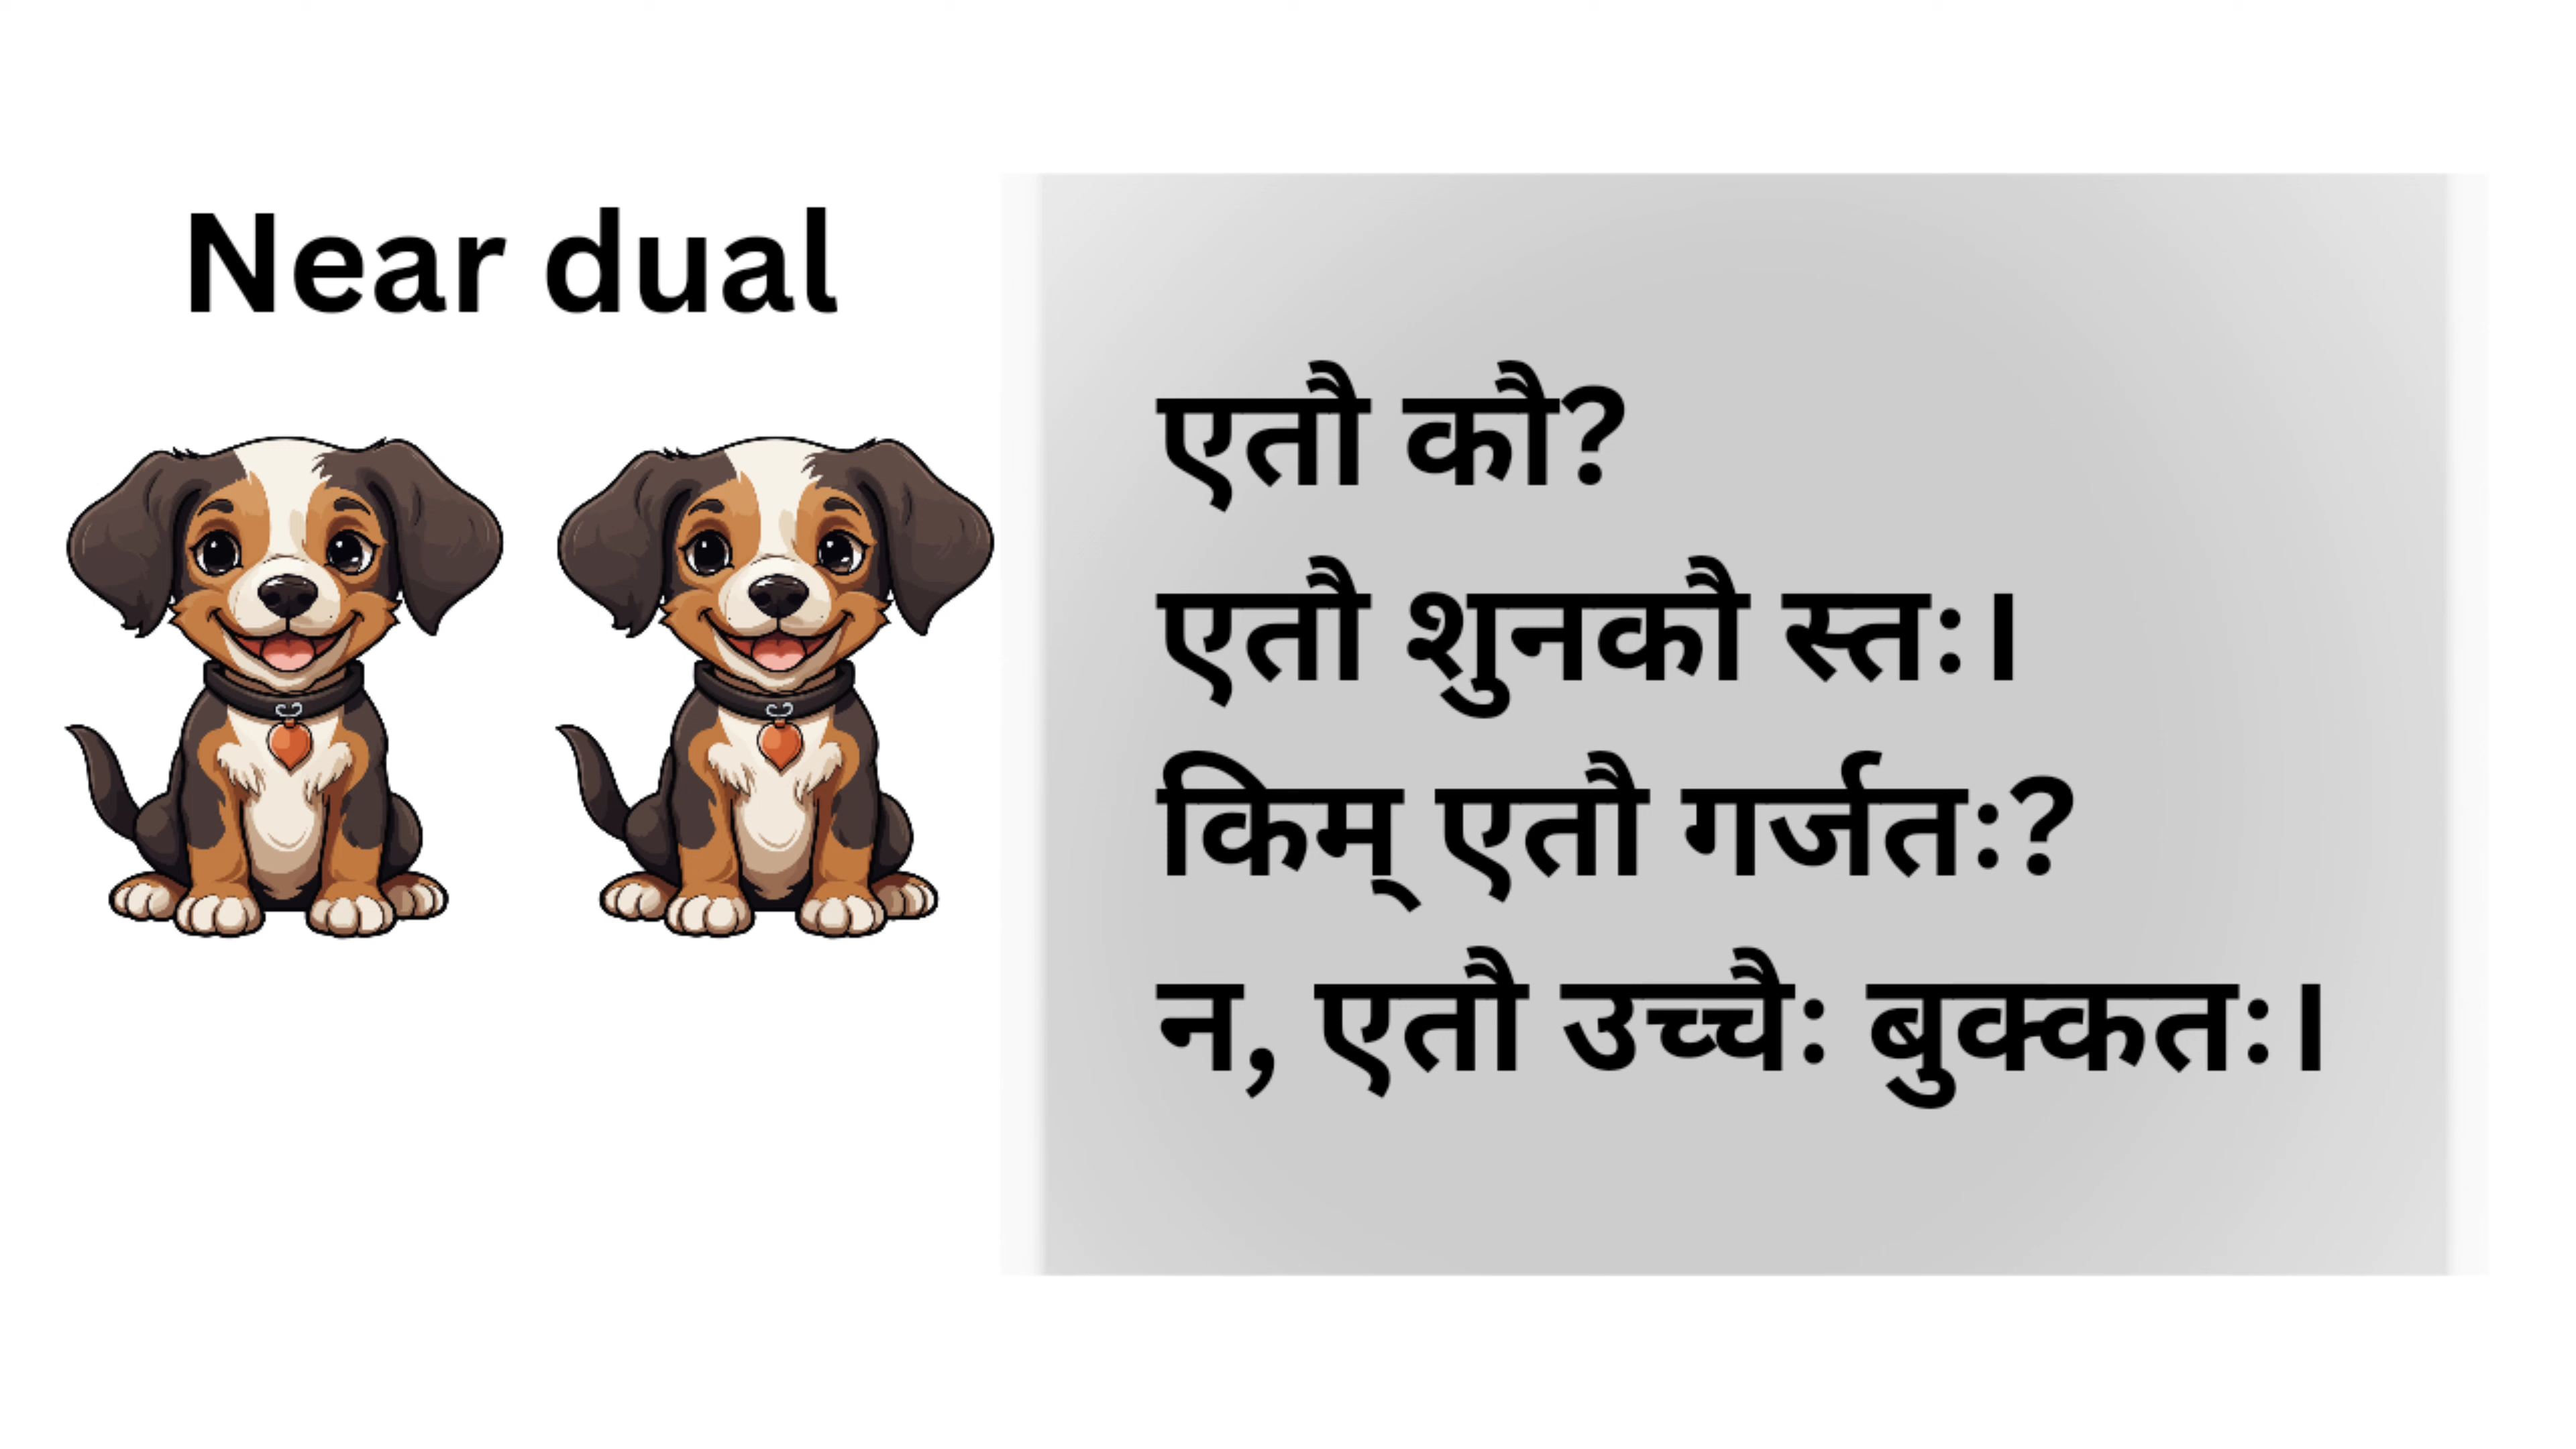 Near dual
एतौ कौ?
एतौ शुनकौ स्तः।
किम् एतौ गर्जतः?
न, एतौ उच्चैः बुक्कतः।